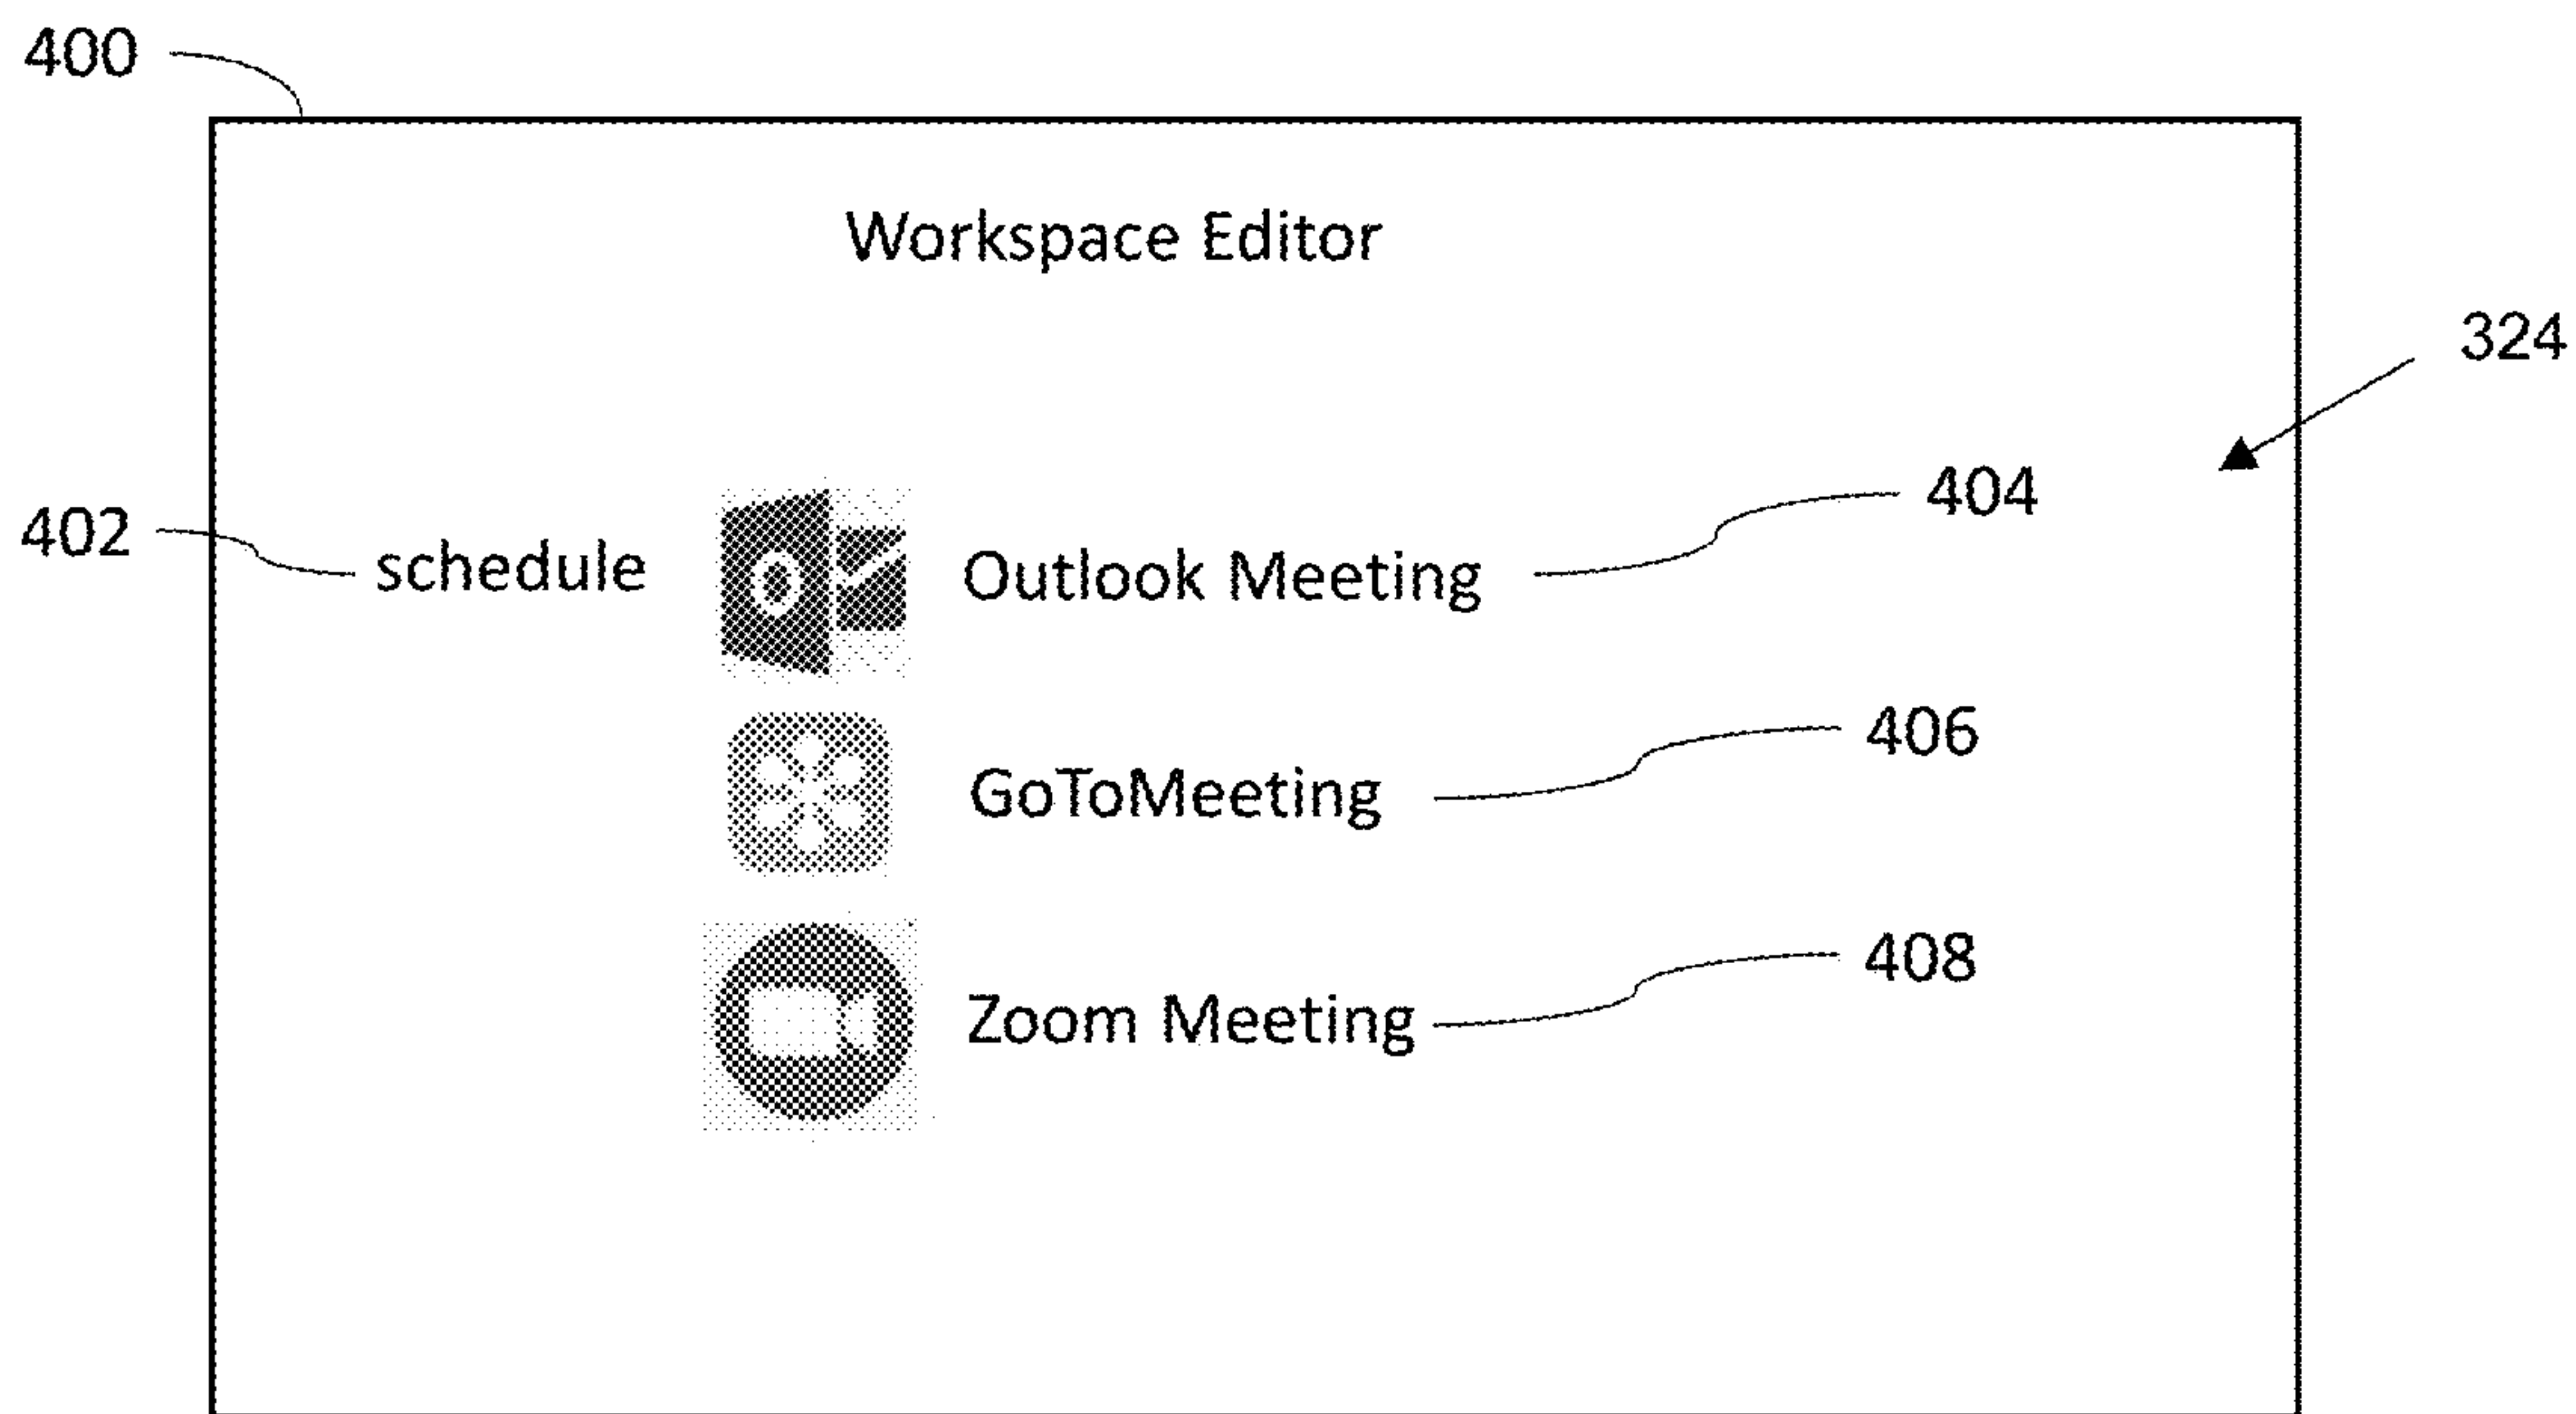 400
Workspace Editor
324
402 schedule Outlook Meeting 404
GoToMeeting 406
Zoom Meeting 408